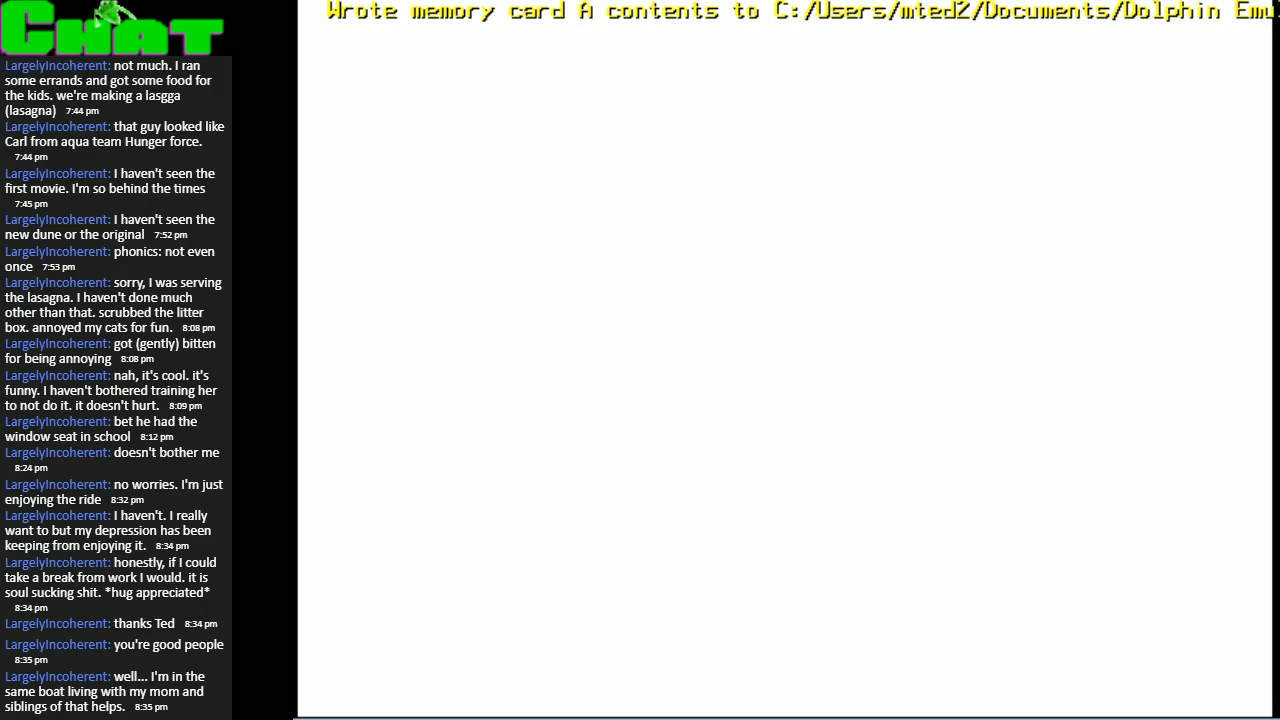 CHAT
Wrote memory card A contents to C:/Users/mted2/Documents/Dolphin Emu
LargelyIncoherent: not much. I ran
some errands and got some food for
the kids. we're making a lasgga
(lasagna) 7:44 pm
LargelyIncoherent: that guy looked like
Carl from aqua team Hunger force.
7:44 pm
LargelyIncoherent: I haven't seen the
first movie. I'm so behind the times
7:45 pm
LargelyIncoherent: I haven't seen the
new dune or the original 7:52 pm
LargelyIncoherent: phonics: not even
once 7:53 pm
LargelyIncoherent: sorry, I was serving
the lasagna. I haven't done much
other than that. scrubbed the litter
box. annoyed my cats for fun. 8:08 pm
LargelyIncoherent: got (gently) bitten
for being annoying 8:08 pm
LargelyIncoherent: nah, it's cool. it's
funny. I haven't bothered training her
to not do it. it doesn't hurt. 8:09 pm
LargelyIncoherent: bet he had the
window seat in school 8:12 pm
LargelyIncoherent: doesn't bother me
8:24 pm
LargelyIncoherent: no worries. I'm just
enjoying the ride 8:32 pm
LargelyIncoherent: I haven't. I really
want to but my depression has been
keeping from enjoying it. 8:34 pm
LargelyIncoherent: honestly, if I could
take a break from work I would. it is
soul sucking shit. *hug appreciated*
8:34 pm
LargelyIncoherent: thanks Ted 8:34 pm
LargelyIncoherent: you're good people
8:35 pm
LargelyIncoherent: well... I'm in the
same boat living with my mom and
siblings of that helps. 8:35 pm